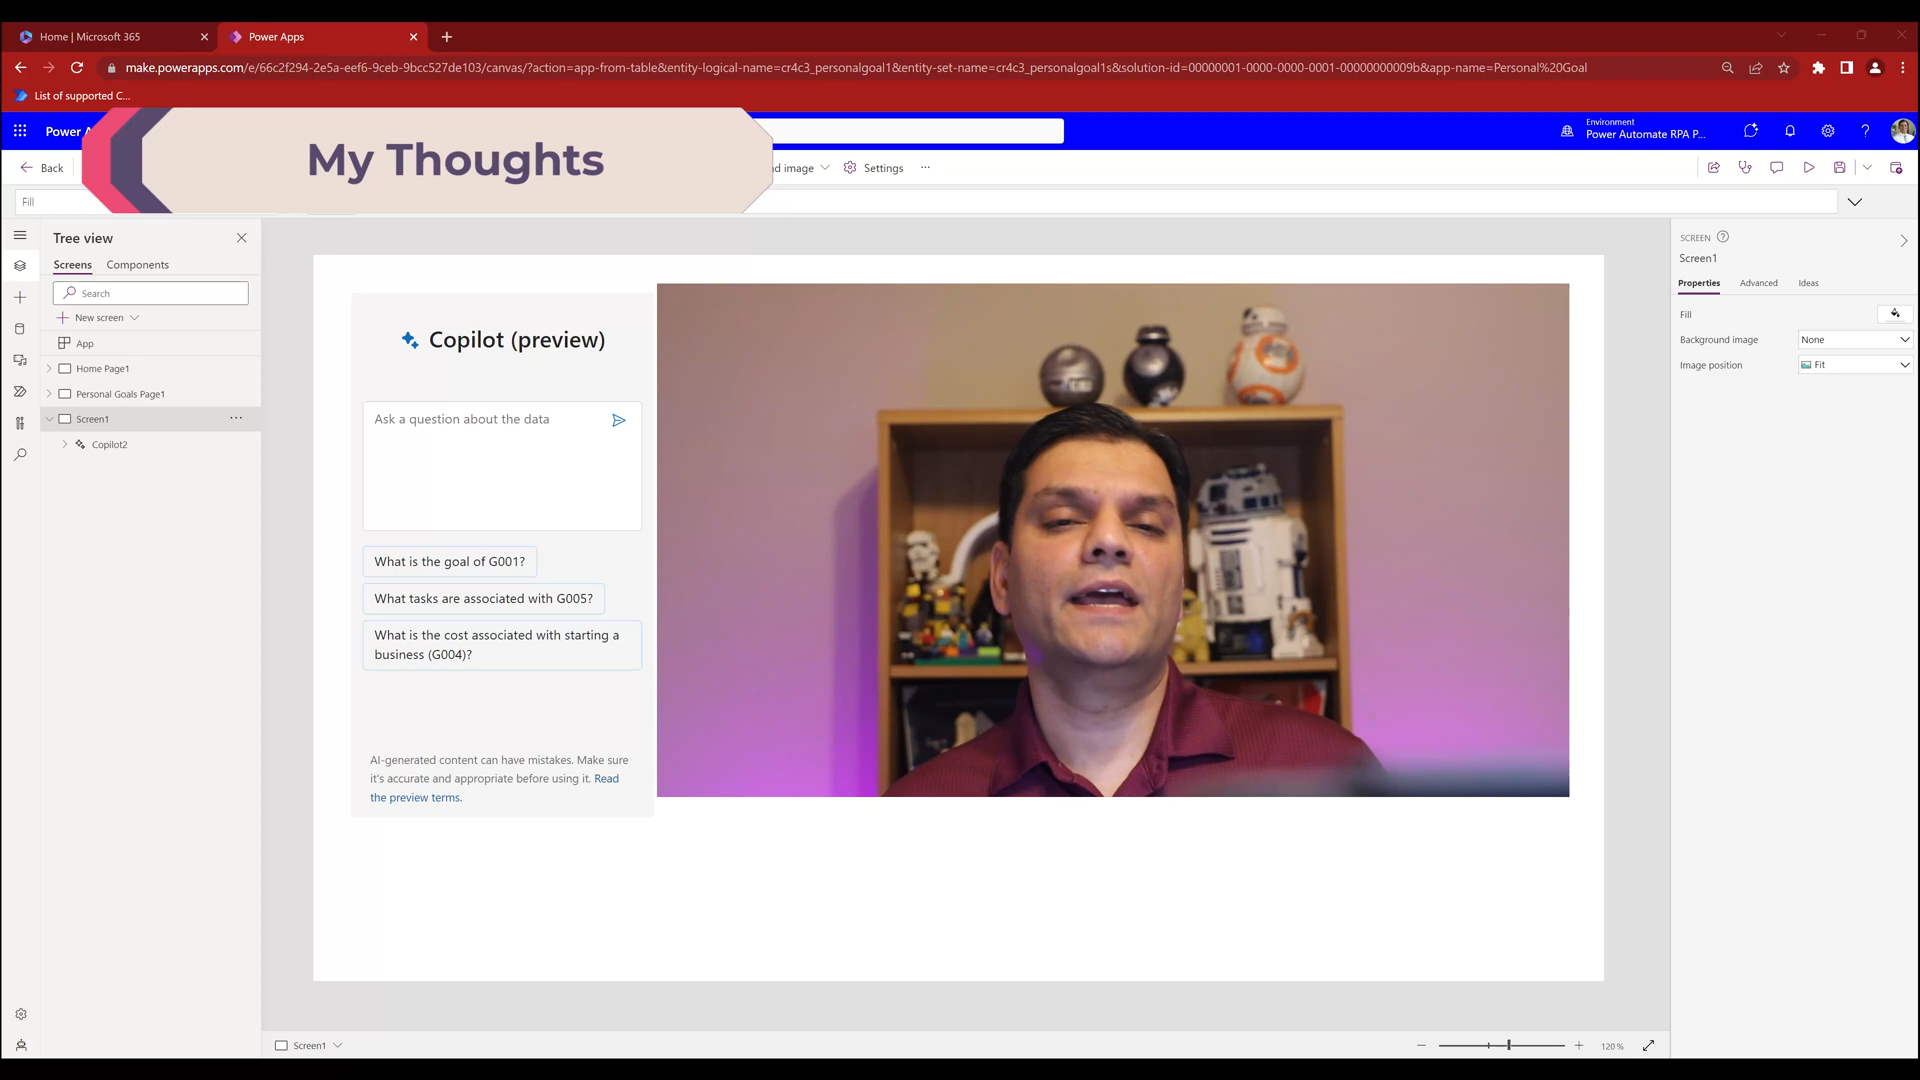 Home | Microsoft 365
Power Apps
make.powerapps.com/e/66c2f294-2e5a-eef6-9ceb-9bcc527de103/canvas/?action=app-from-table&entity-logical-name=cr4c3_personalgoal1&entity-set-name=cr4c3_personalgoal1s&solution-id=00000001-0000-0000-0001-00000000009b&app-name=Personal%20Goal
List of supported C...
Power A
Environment
Power Automate RPA P...
My Thoughts
Back
d image
Settings
Fill
Tree view
Screens
Components
Search
New screen
App
Home Page1
Personal Goals Page1
Screen1
Copilot2
Copilot (preview)
Ask a question about the data
What is the goal of G001?
What tasks are associated with G005?
What is the cost associated with starting a
business (G004)?
AI-generated content can have mistakes. Make sure
it's accurate and appropriate before using it. Read
the preview terms.
SCREEN
Screen1
Properties
Advanced
Ideas
Fill
Background image
None
Image position
Fit
Screen1
120 %